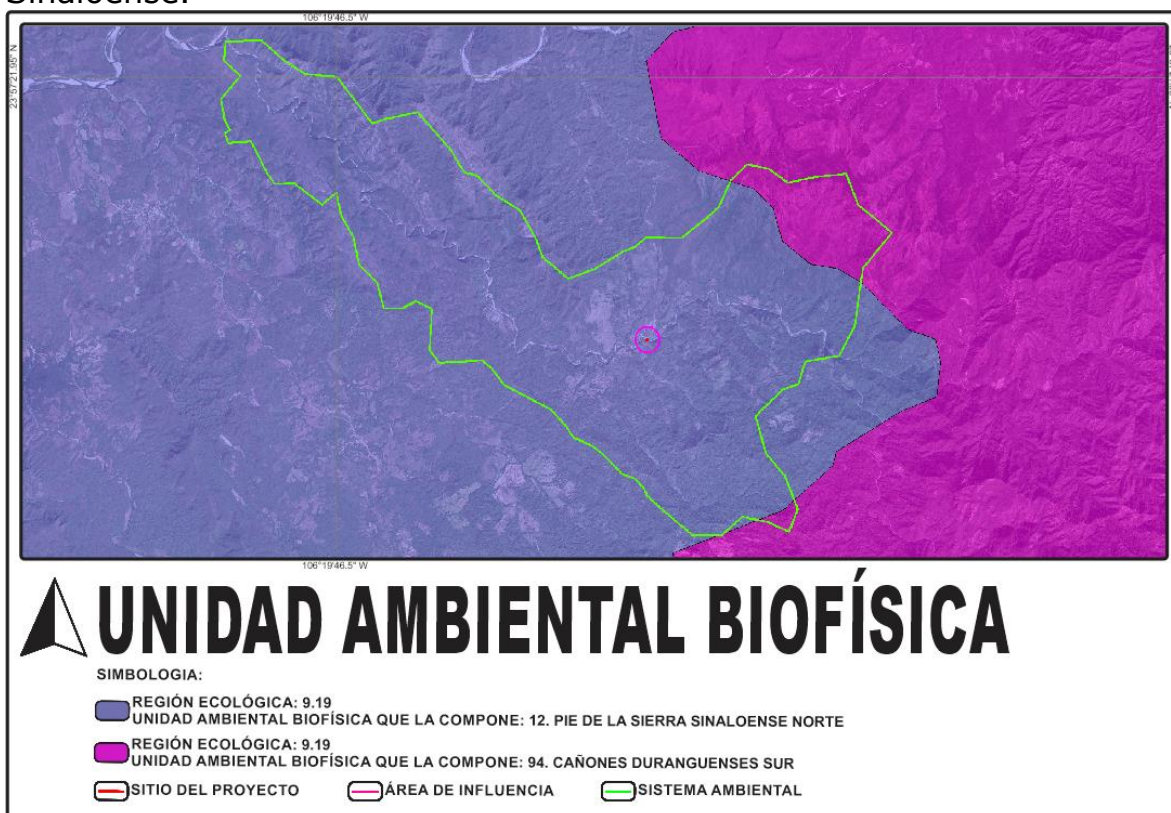 Sinaloense.
106°19'46.5" W
23°57'21.95" N
106°19'46.5" W
UNIDAD AMBIENTAL BIOFÍSICA
SIMBOLOGIA:
REGIÓN ECOLÓGICA: 9.19
UNIDAD AMBIENTAL BIOFÍSICA QUE LA COMPONE: 12. PIE DE LA SIERRA SINALOENSE NORTE
REGIÓN ECOLÓGICA: 9.19
UNIDAD AMBIENTAL BIOFÍSICA QUE LA COMPONE: 94. CAÑONES DURANGUENSES SUR
SITIO DEL PROYECTO ÁREA DE INFLUENCIA SISTEMA AMBIENTAL